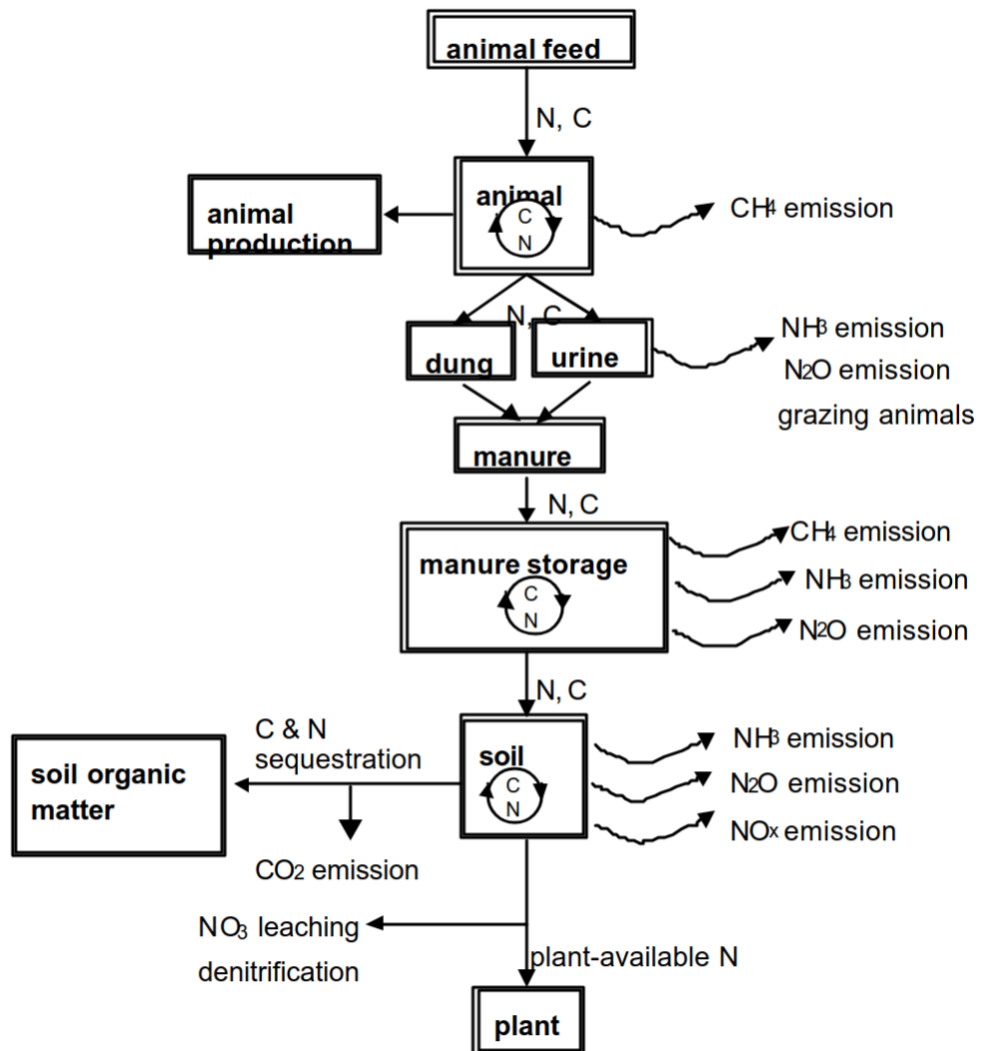 animal feed
N, C
animal
C
N
CH4 emission
animal
production
N, C
dung
urine
NH3 emission
N2O emission
grazing animals
manure
N, C
manure storage
C
N
CH4 emission
NH3 emission
N2O emission
N, C
C & N
sequestration
soil
C
N
NH3 emission
N2O emission
NOx emission
soil organic
matter
CO2 emission
NO3 leaching
denitrification
plant-available N
plant